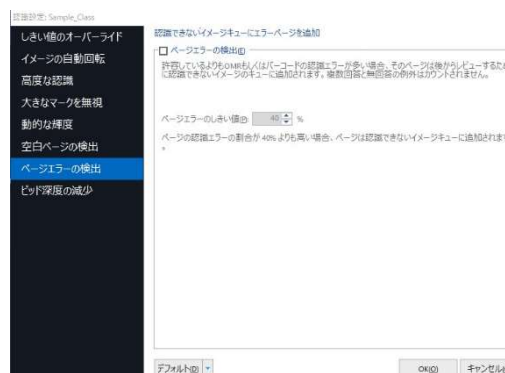 認識設定: Sample_Class
しきい値のオーバーライド
イメージの自動回転
高度な認識
大きなマークを無視
動的な輝度
空白ページの検出
ページエラーの検出
ビッド深度の減少
認識できないイメージキューにエラーページを追加
ページエラーの検出(E)
許容しているよりもOMRもしくはバーコードの認識エラーが多い場合、そのページは後からレビューするため
に認識できないイメージのキューに追加されます。複数回答と無回答の例外はカウントされません。
ページエラーのしきい値(P): 40 %
ページの認識エラーの割合が 40% よりも高い場合、ページは認識できないイメージキューに追加されます
。
デフォルト(D)
OK(O)
キャンセル(